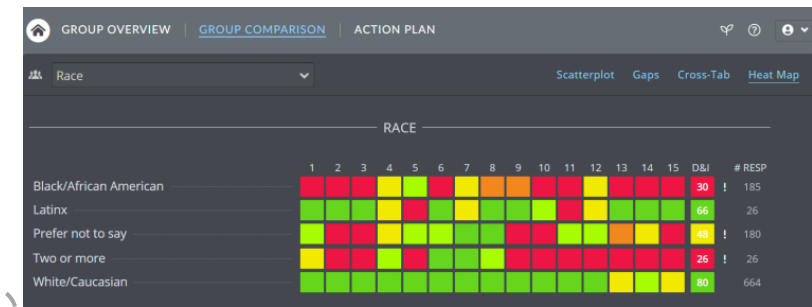 GROUP OVERVIEW GROUP COMPARISON ACTION PLAN
Race Scatterplot Gaps Cross-Tab Heat Map
RACE
1 2 3 4 5 6 7 8 9 10 11 12 13 14 15 D&I # RESP
Black/African American 30 ! 185
Latinx 66 26
Prefer not to say 48 ! 180
Two or more 26 ! 26
White/Caucasian 80 664